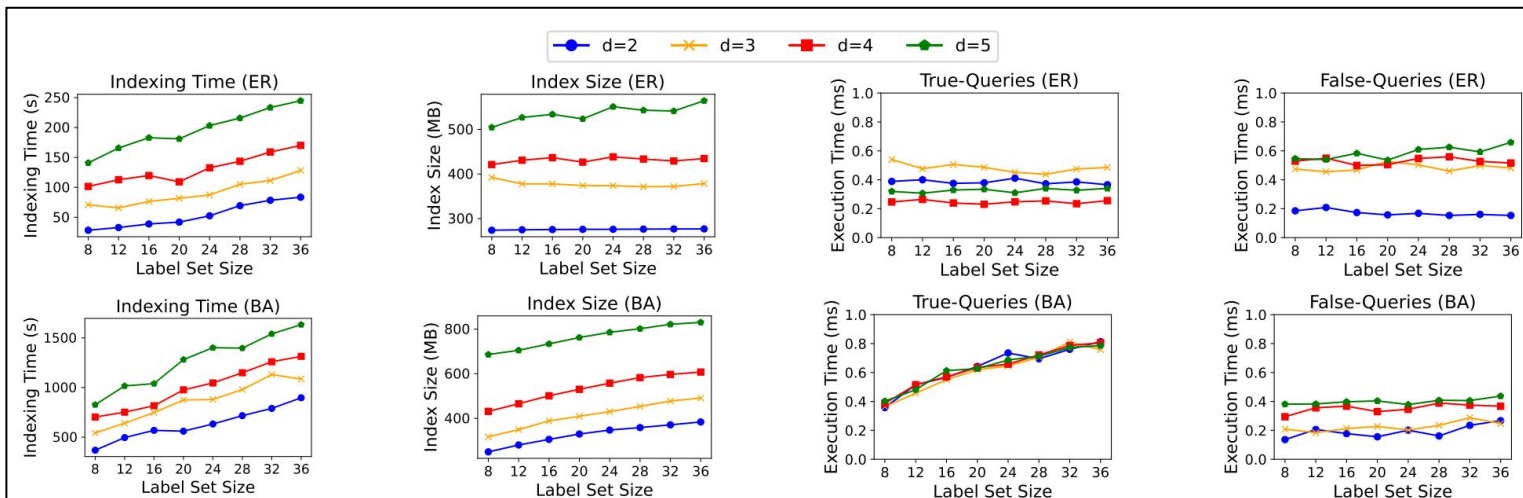 d=2 d=3 d=4 d=5
Indexing Time (ER)
Indexing Time (s)
250
200
150
100
50
8 12 16 20 24 28 32 36
Label Set Size
Index Size (ER)
Index Size (MB)
500
400
300
8 12 16 20 24 28 32 36
Label Set Size
True-Queries (ER)
Execution Time (ms)
1.0
0.8
0.6
0.4
0.2
0.0
8 12 16 20 24 28 32 36
Label Set Size
False-Queries (ER)
Execution Time (ms)
1.0
0.8
0.6
0.4
0.2
0.0
8 12 16 20 24 28 32 36
Label Set Size
Indexing Time (BA)
Indexing Time (s)
1500
1000
500
8 12 16 20 24 28 32 36
Label Set Size
Index Size (BA)
Index Size (MB)
800
600
400
8 12 16 20 24 28 32 36
Label Set Size
True-Queries (BA)
Execution Time (ms)
1.0
0.8
0.6
0.4
0.2
0.0
8 12 16 20 24 28 32 36
Label Set Size
False-Queries (BA)
Execution Time (ms)
1.0
0.8
0.6
0.4
0.2
0.0
8 12 16 20 24 28 32 36
Label Set Size